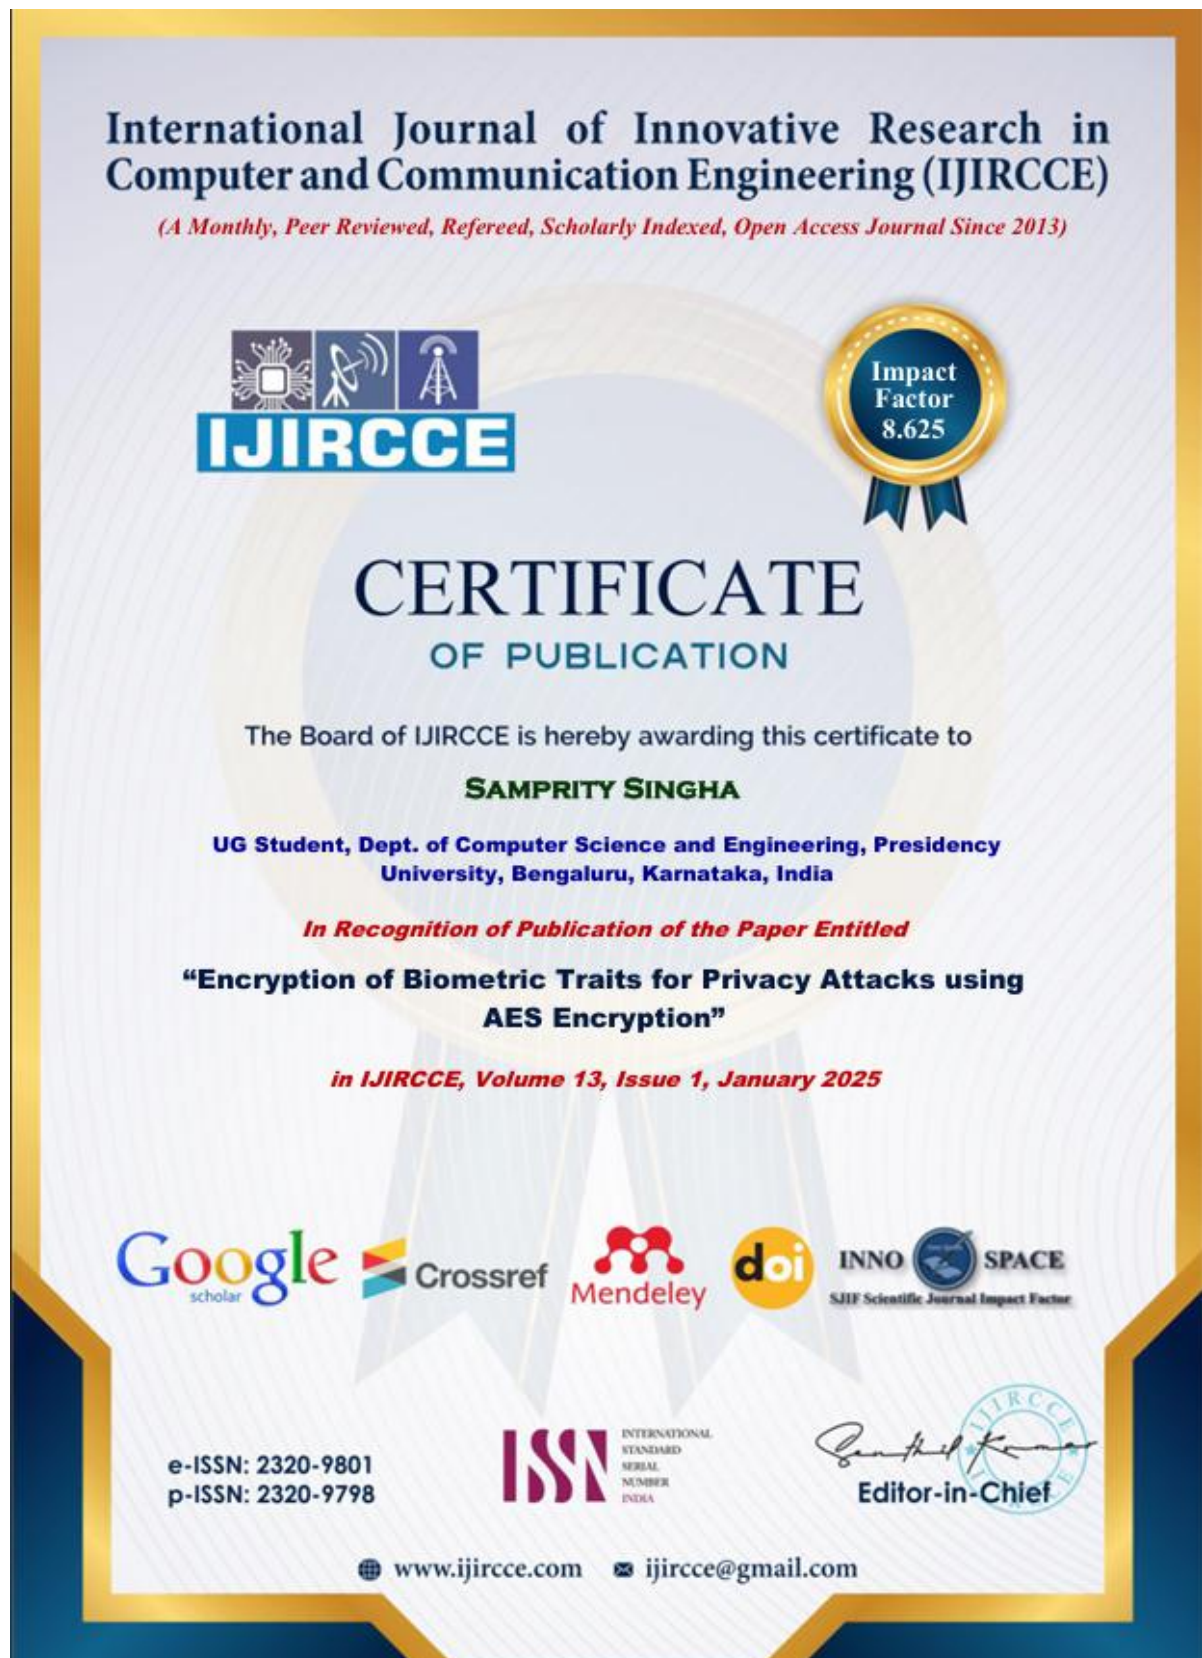 International Journal of Innovative Research in
Computer and Communication Engineering (IJIRCCE)
(A Monthly, Peer Reviewed, Refereed, Scholarly Indexed, Open Access Journal Since 2013)
IJIRCCE
Impact
Factor
8.625
CERTIFICATE
OF PUBLICATION
The Board of IJIRCCE is hereby awarding this certificate to
SAMPRITY SINGHA
UG Student, Dept. of Computer Science and Engineering, Presidency
University, Bengaluru, Karnataka, India
In Recognition of Publication of the Paper Entitled
“Encryption of Biometric Traits for Privacy Attacks using
AES Encryption”
in IJIRCCE, Volume 13, Issue 1, January 2025
Google
scholar
Crossref
Mendeley
doi
INNO SPACE
SJIF Scientific Journal Impact Factor
e-ISSN: 2320-9801
p-ISSN: 2320-9798
ISSN
INTERNATIONAL
STANDARD
SERIAL
NUMBER
INDIA
Senthil Kumar
IJIRCCE
Editor-in-Chief
www.ijircce.com ijircce@gmail.com